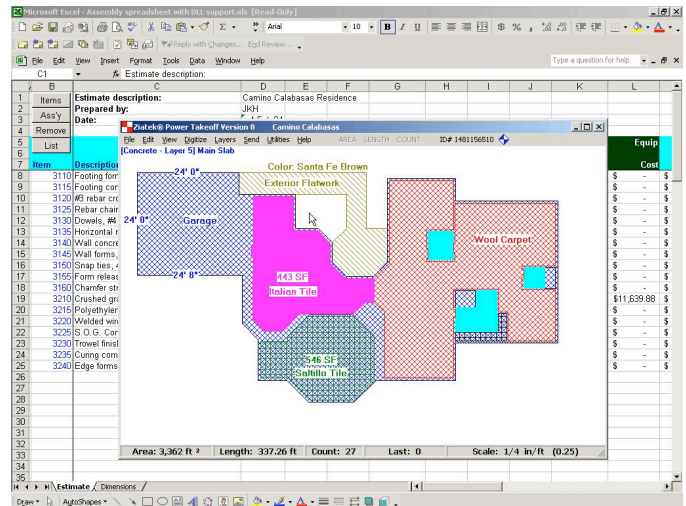 Microsoft Excel - Assembly spreadsheet with DLL support.xls [Read-Only]
Arial 10 B I U $ % ,
Reply with Changes... End Review...
File Edit View Insert Format Tools Data Window Help Type a question for help
C1 fx Estimate description:
B C D E F G H I J K L
1 Items Estimate description: Camino Calabasas Residence
2 Ass'y Prepared by: JKH
3 Date:
4 Remove
5 List Equip
6
7 Item Description Cost
Ziatek® Power Takeoff Version 8 Camino Calabasas
File Edit View Digitize Layers Send Utilities Help AREA LENGTH COUNT ID# 1481156510
[Concrete - Layer 5] Main Slab
24' 0"
Color: Santa Fe Brown
Exterior Flatwork
24' 0"
Garage
Wool Carpet
24' 8"
443 SF
Italian Tile
546 SF
Saltillo Tile
Area: 3,362 ft ² Length: 337.26 ft Count: 27 Last: 0 Scale: 1/4 in/ft (0.25)
8 3110 Footing form $ - $
9 3115 Footing con $ - $
10 3120 #6 rebar cro $ - $
11 3125 Rebar chair $ - $
12 3130 Dowels, #4 $ - $
13 3135 Horizontal r $ - $
14 3140 Wall concre $ - $
15 3145 Wall forms, $ - $
16 3150 Snap ties, 4 $ - $
17 3155 Form releas $ - $
18 3160 Chamfer str $ - $
19 3210 Crushed gra $11,639.88 $
20 3215 Polyethyler $ - $
21 3220 Welded wir $ - $
22 3225 S.O.G. Con $ - $
23 3230 Trowel finisl $ - $
24 3235 Curing com $ - $
25 3240 Edge forms $ - $
26
27
28
29
30
31
32
33
34
35
Estimate Dimensions
Draw AutoShapes